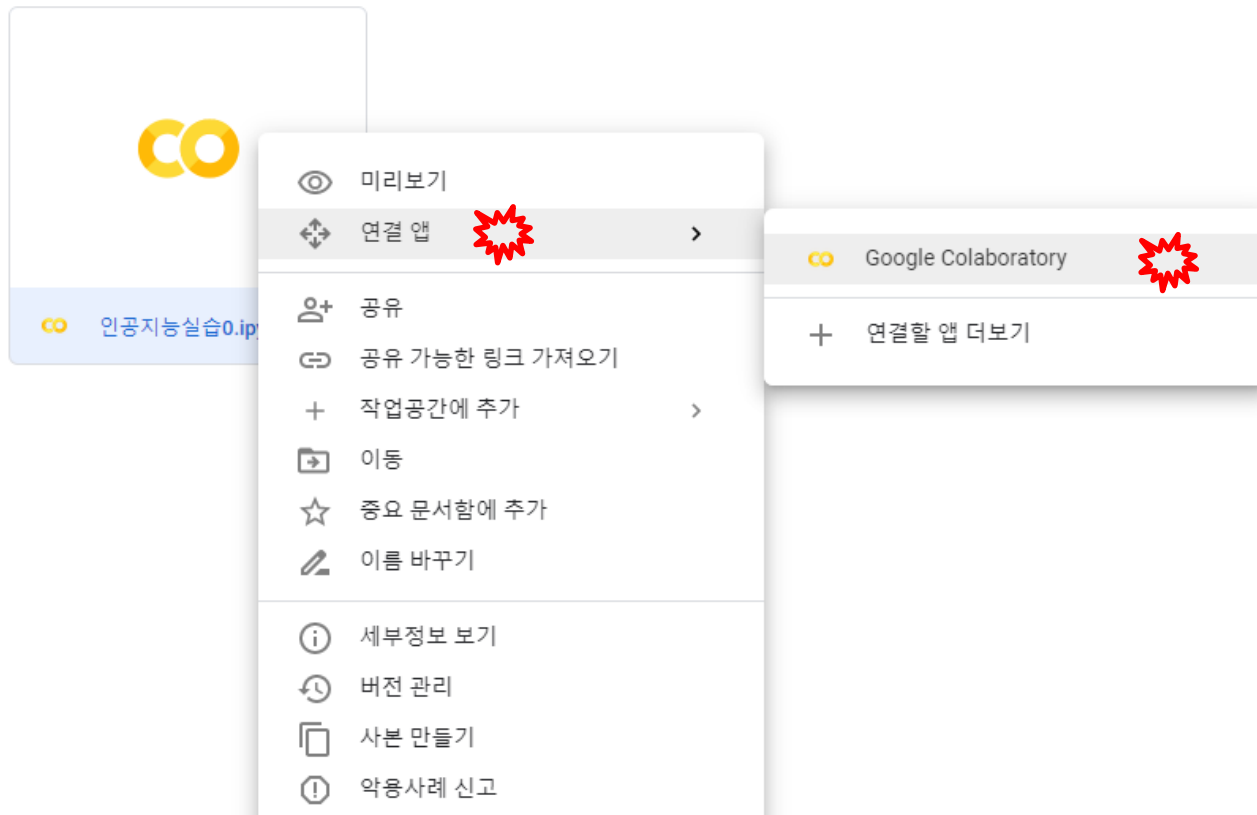 미리보기
연결 앱
Google Colaboratory
연결할 앱 더보기
인공지능실습0.ipy
공유
공유 가능한 링크 가져오기
작업공간에 추가
이동
중요 문서함에 추가
이름 바꾸기
세부정보 보기
버전 관리
사본 만들기
악용사례 신고